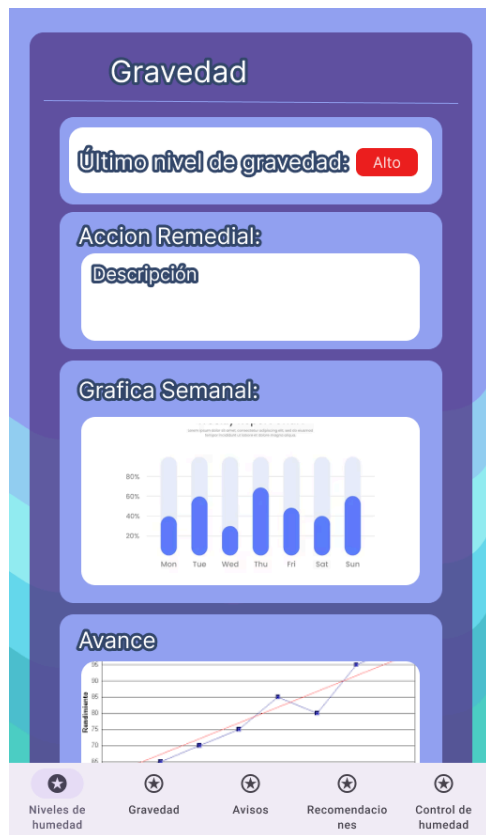 Gravedad
Último nivel de gravedad:
Alto
Accion Remedial:
Descripción
Grafica Semanal:
80%
60%
40%
20%
Mon Tue Wed Thu Fri Sat Sun
Avance
95
90
85
80
75
70
65
Rendimiento
Niveles de
humedad
Gravedad
Avisos
Recomendacio
nes
Control de
humedad